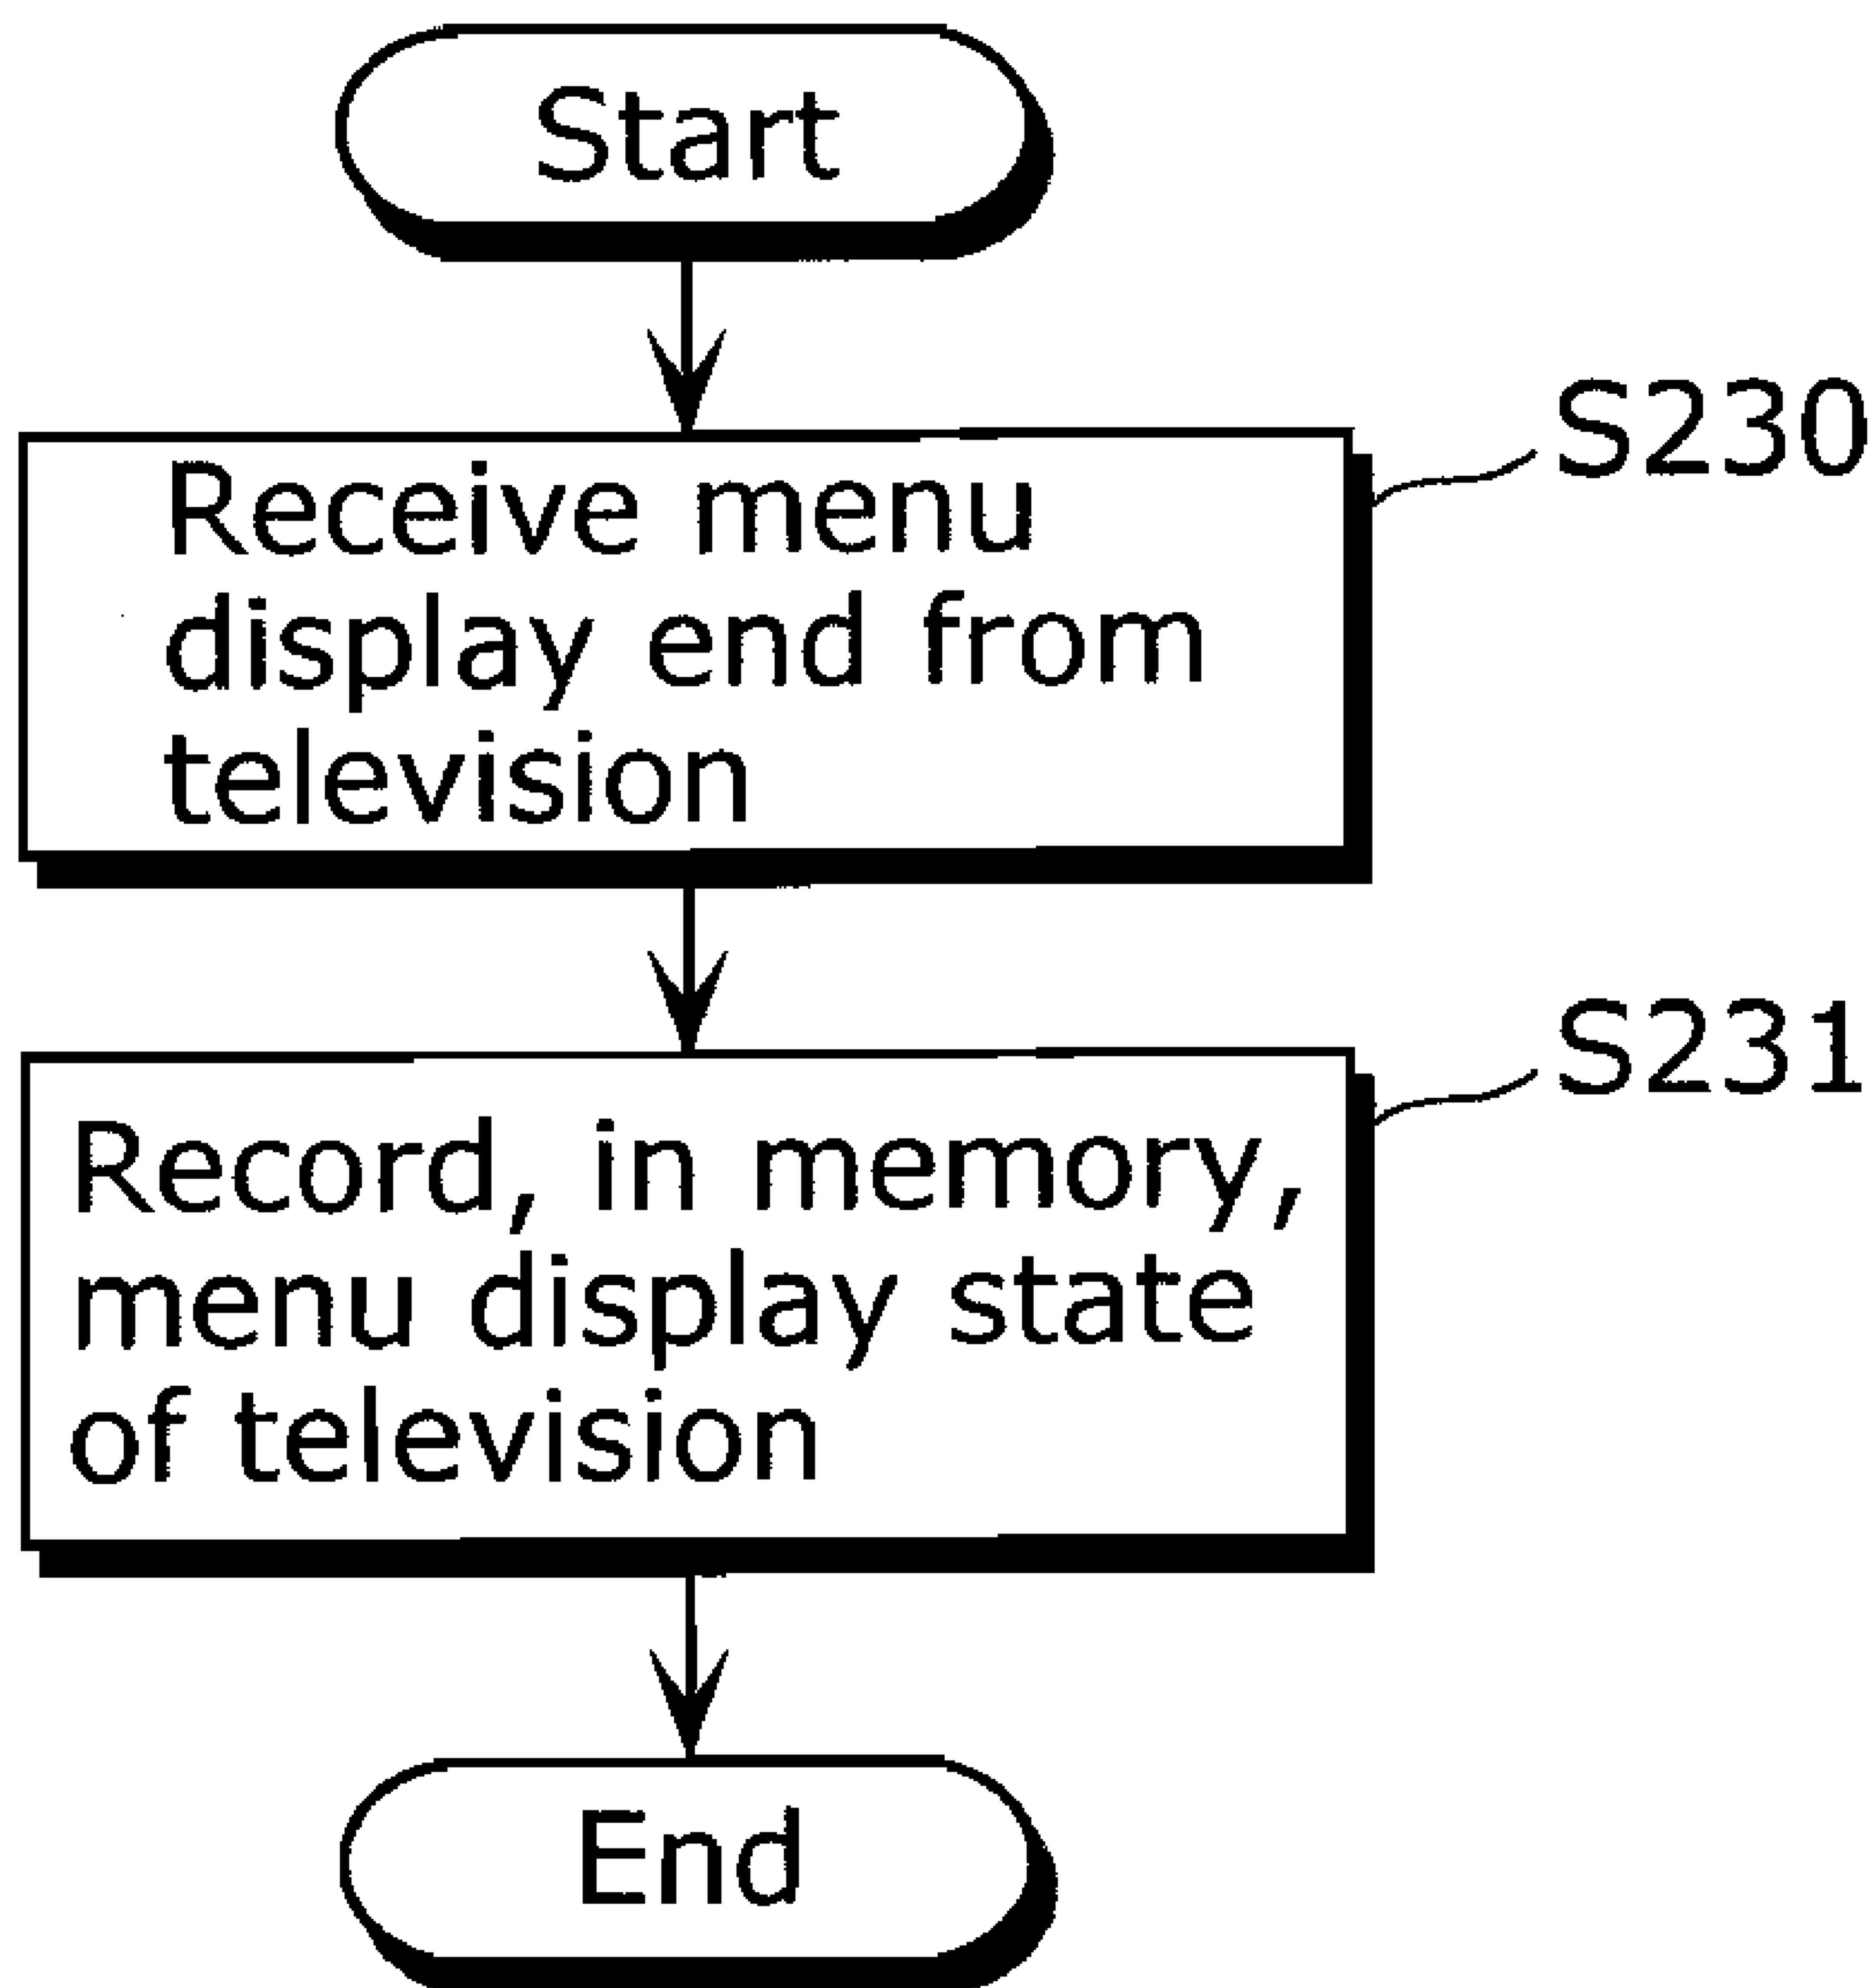 Start
S230
Receive menu
display end from
television
S231
Record, in memory,
menu display state
of television
End